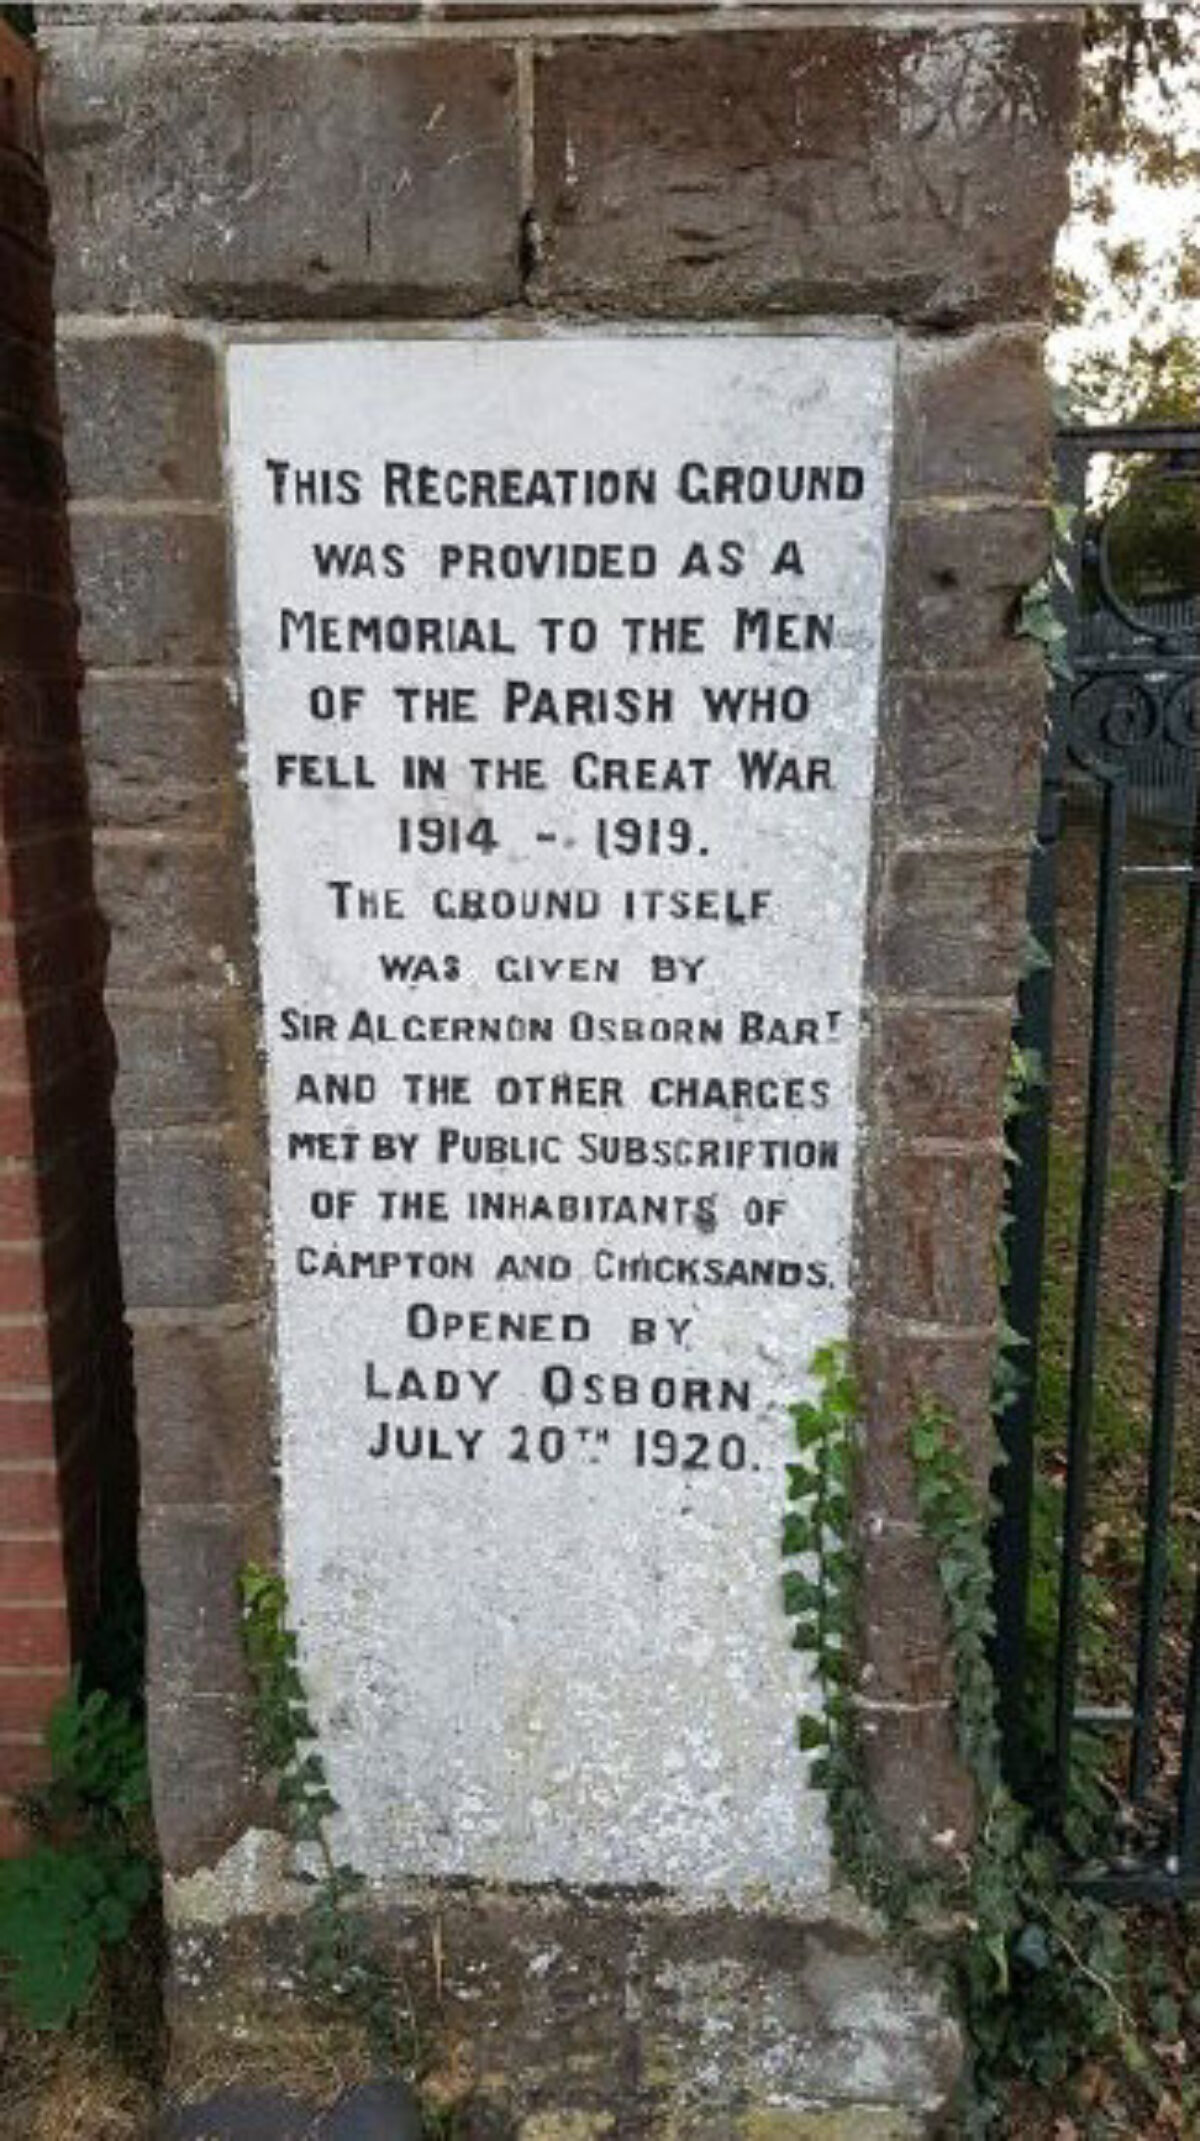 THIS RECREATION GROUND
WAS PROVIDED AS A
MEMORIAL TO THE MEN
OF THE PARISH WHO
FELL IN THE GREAT WAR
1914 - 1919.
THE GROUND ITSELF
WAS GIVEN BY
SIR ALGERNON OSBORN BART
AND THE OTHER CHARGES
MET BY PUBLIC SUBSCRIPTION
OF THE INHABITANTS OF
CAMPTON AND CHICKSANDS.
OPENED BY
LADY OSBORN
JULY 20TH 1920.